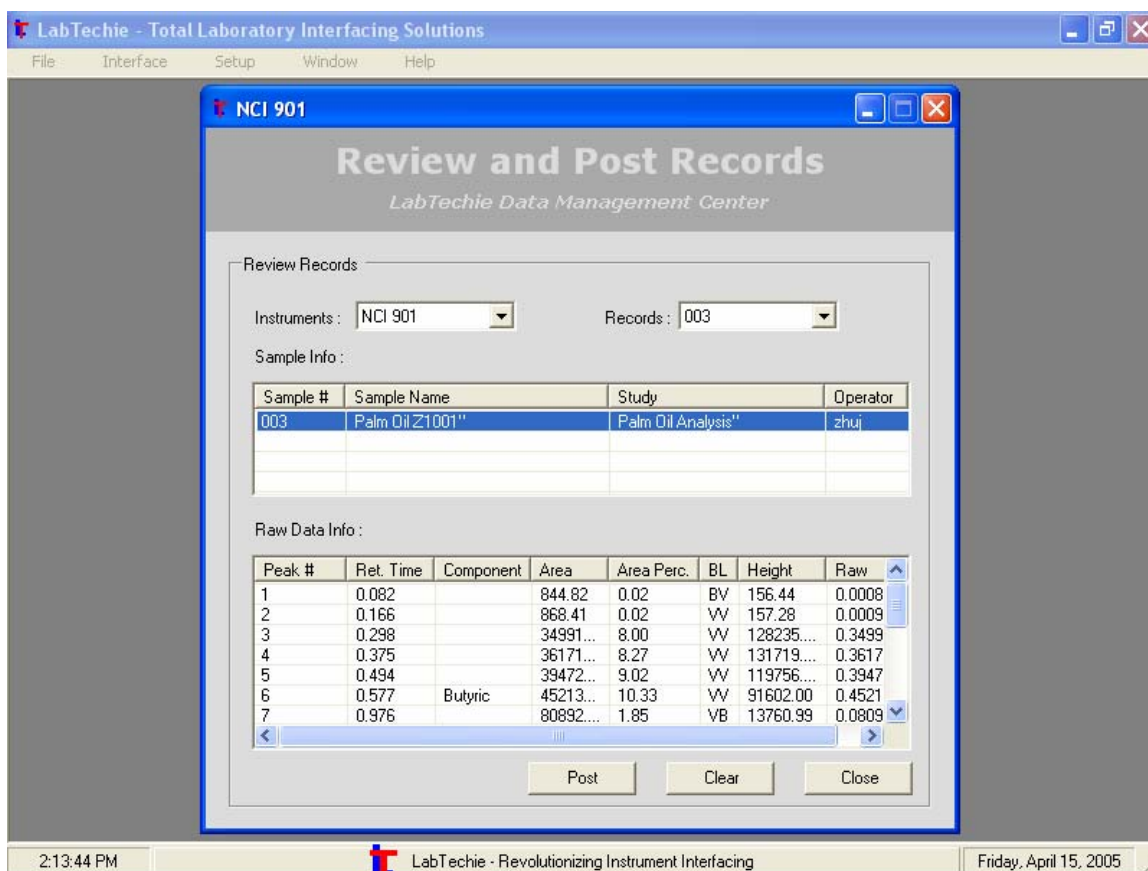 LabTechie - Total Laboratory Interfacing Solutions
File Interface Setup Window Help
NCI 901
Review and Post Records
LabTechie Data Management Center
Review Records
Instruments : NCI 901 Records : 003
Sample Info :
Sample # Sample Name Study Operator
003 Palm Oil Z1001" Palm Oil Analysis" zhuj
Raw Data Info :
Peak # Ret. Time Component Area Area Perc. BL Height Raw
1 0.082 844.82 0.02 BV 156.44 0.0008
2 0.166 868.41 0.02 VV 157.28 0.0009
3 0.298 34991... 8.00 VV 128235.... 0.3499
4 0.375 36171... 8.27 VV 131719.... 0.3617
5 0.494 39472... 9.02 VV 119756.... 0.3947
6 0.577 Butyric 45213... 10.33 VV 91602.00 0.4521
7 0.976 80892.... 1.85 VB 13760.99 0.0809
Post Clear Close
2:13:44 PM LabTechie - Revolutionizing Instrument Interfacing Friday, April 15, 2005